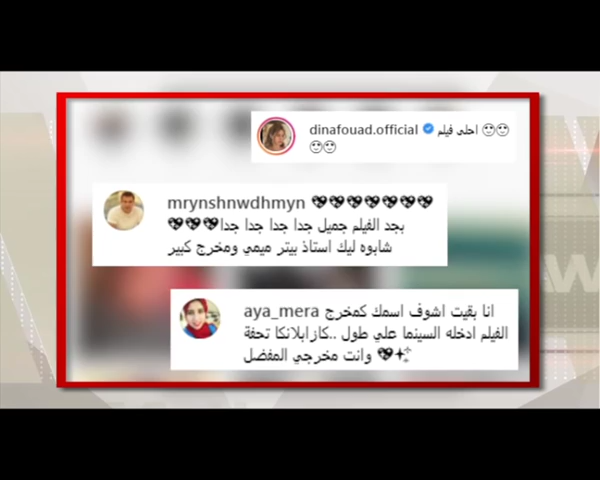 dinafouad.official احلى فيلم 🥰🥰
🥰🥰
mrynshnwdhmyn 💖💖💖💖💖💖💖
بجد الفيلم جميل جدا جدا جدا جدا💖💖💖
شابوه ليك استاذ بيتر ميمي ومخرج كبير
aya_mera انا بقيت اشوف اسمك كمخرج
الفيلم ادخله السينما علي طول ..كازابلانكا تحفة
وانت مخرجي المفضل 💖✨